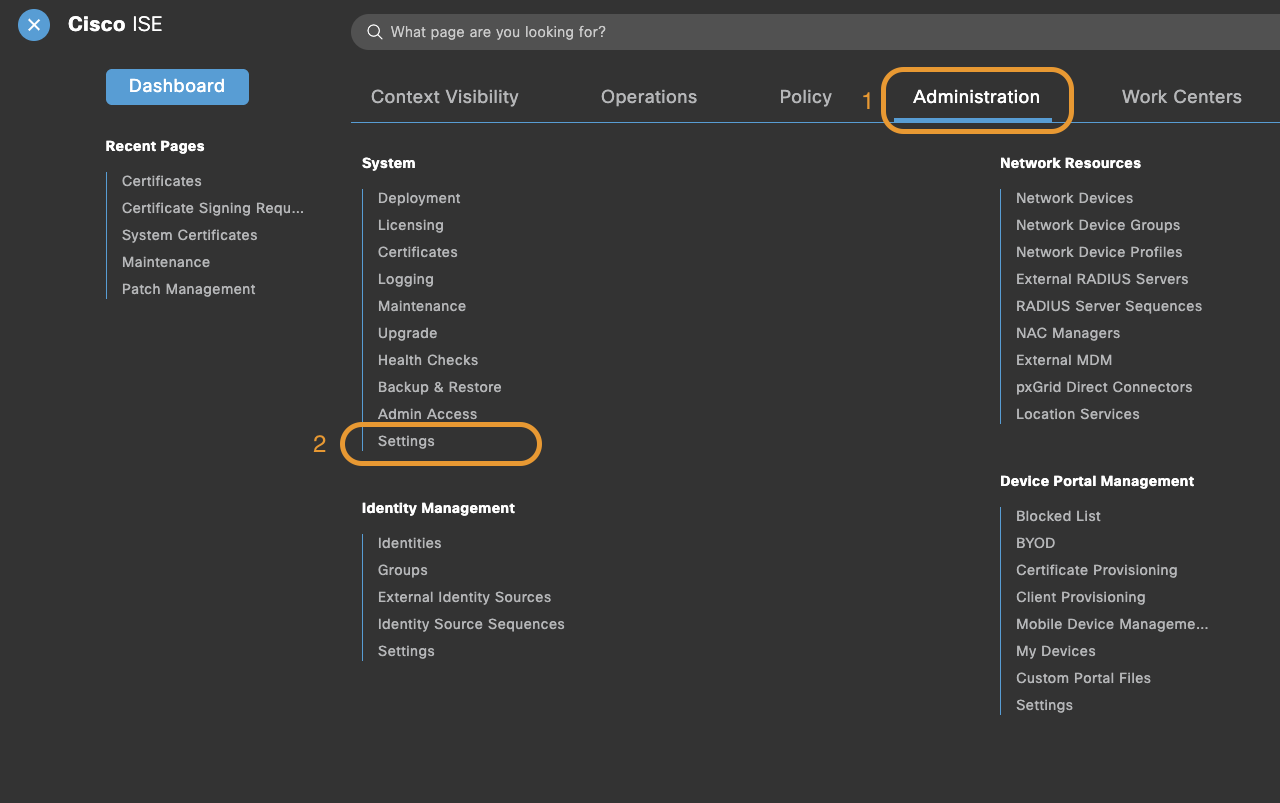 Cisco ISE
What page are you looking for?
Dashboard
Context Visibility
Operations
Policy
1
Administration
Work Centers
Recent Pages
Certificates
Certificate Signing Requ...
System Certificates
Maintenance
Patch Management
System
Deployment
Licensing
Certificates
Logging
Maintenance
Upgrade
Health Checks
Backup & Restore
Admin Access
2
Settings
Identity Management
Identities
Groups
External Identity Sources
Identity Source Sequences
Settings
Network Resources
Network Devices
Network Device Groups
Network Device Profiles
External RADIUS Servers
RADIUS Server Sequences
NAC Managers
External MDM
pxGrid Direct Connectors
Location Services
Device Portal Management
Blocked List
BYOD
Certificate Provisioning
Client Provisioning
Mobile Device Manageme...
My Devices
Custom Portal Files
Settings